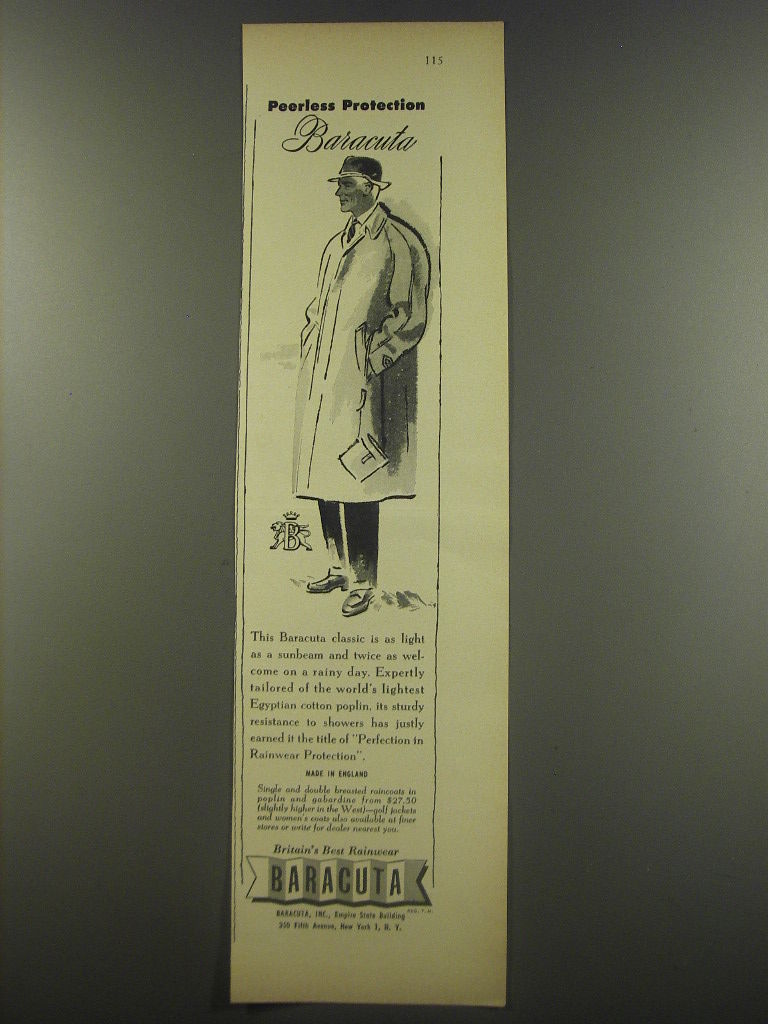 115
Peerless Protection
Baracuta
B
This Baracuta classic is as light
as a sunbeam and twice as wel-
come on a rainy day. Expertly
tailored of the world's lightest
Egyptian cotton poplin, its sturdy
resistance to showers has justly
earned it the title of "Perfection in
Rainwear Protection".
MADE IN ENGLAND
Single and double breasted raincoats in
poplin and gabardine from $27.50
(slightly higher in the West)—golf jackets
and women's coats also available at finer
stores or write for dealer nearest you.
Britain's Best Rainwear
BARACUTA
REG. T.M.
BARACUTA, INC., Empire State Building
350 Fifth Avenue, New York 1, N. Y.